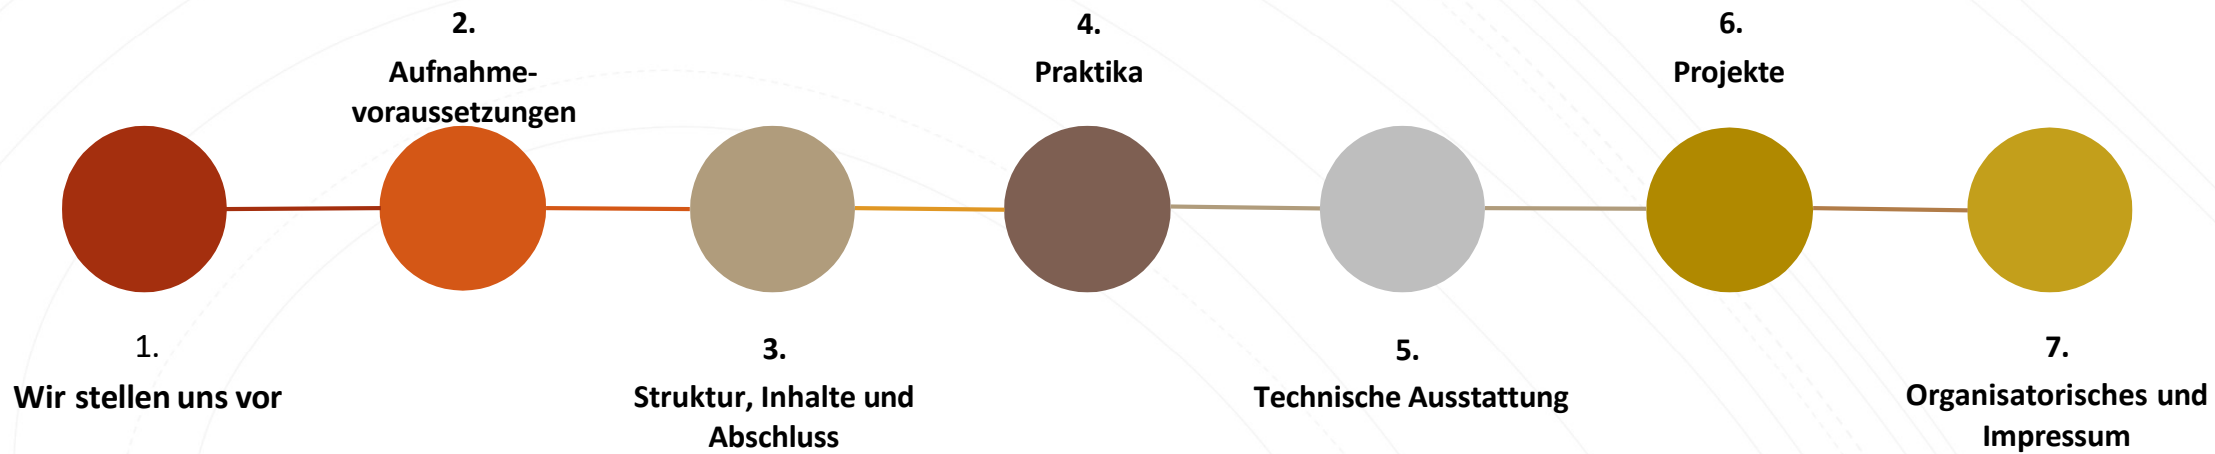 1.
Wir stellen uns vor
2.
Aufnahme-
voraussetzungen
3.
Struktur, Inhalte und
Abschluss
4.
Praktika
5.
Technische Ausstattung
6.
Projekte
7.
Organisatorisches und
Impressum